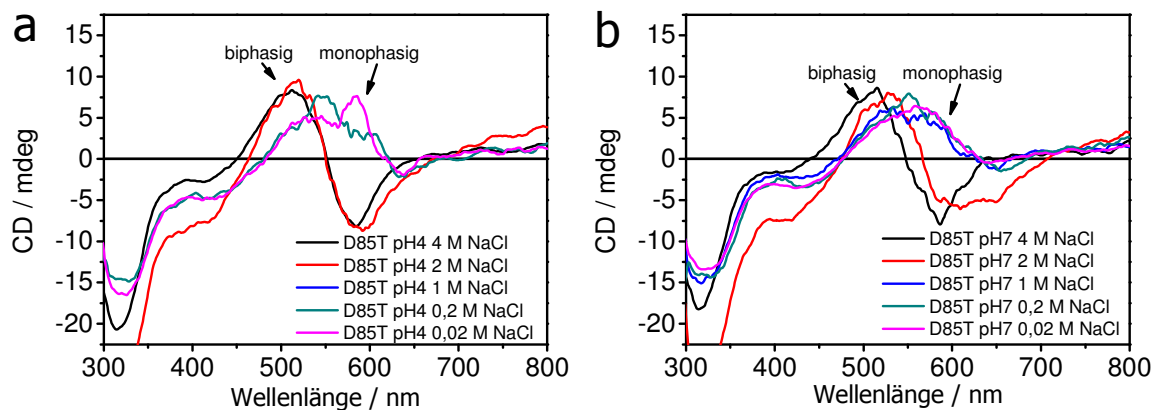 a
CD / mdeg
15
10
5
0
-5
-10
-15
-20
biphasig
monophasig
D85T pH4 4 M NaCl
D85T pH4 2 M NaCl
D85T pH4 1 M NaCl
D85T pH4 0,2 M NaCl
D85T pH4 0,02 M NaCl
300 400 500 600 700 800
Wellenlänge / nm
b
CD / mdeg
15
10
5
0
-5
-10
-15
-20
biphasig
monophasig
D85T pH7 4 M NaCl
D85T pH7 2 M NaCl
D85T pH7 1 M NaCl
D85T pH7 0,2 M NaCl
D85T pH7 0,02 M NaCl
300 400 500 600 700 800
Wellenlänge / nm